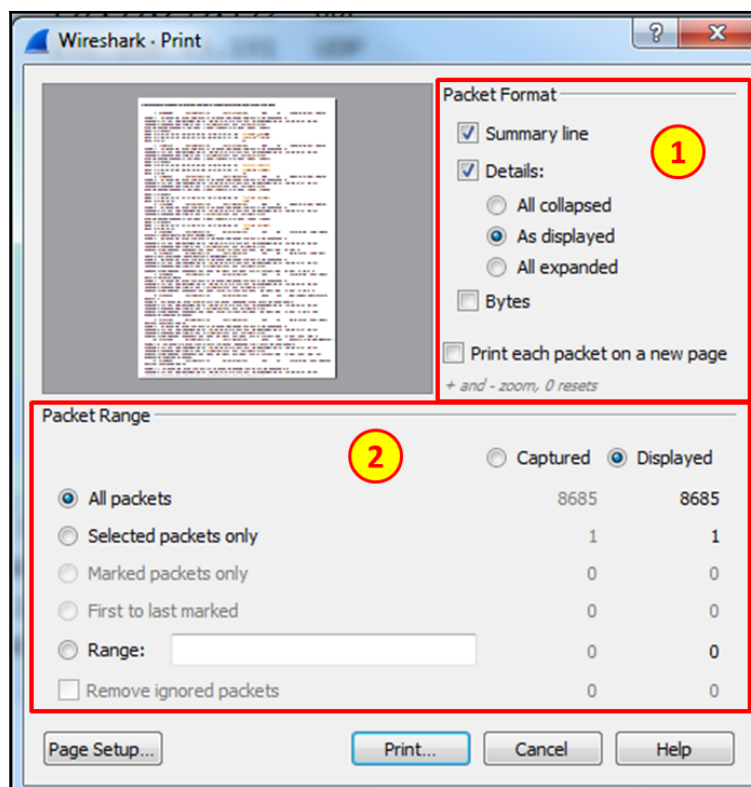 Wireshark · Print
Packet Format
Summary line
1
Details:
All collapsed
As displayed
All expanded
Bytes
Print each packet on a new page
+ and - zoom, 0 resets
Packet Range
2
Captured Displayed
All packets 8685 8685
Selected packets only 1 1
Marked packets only 0 0
First to last marked 0 0
Range: 0 0
Remove ignored packets 0 0
Page Setup... Print... Cancel Help